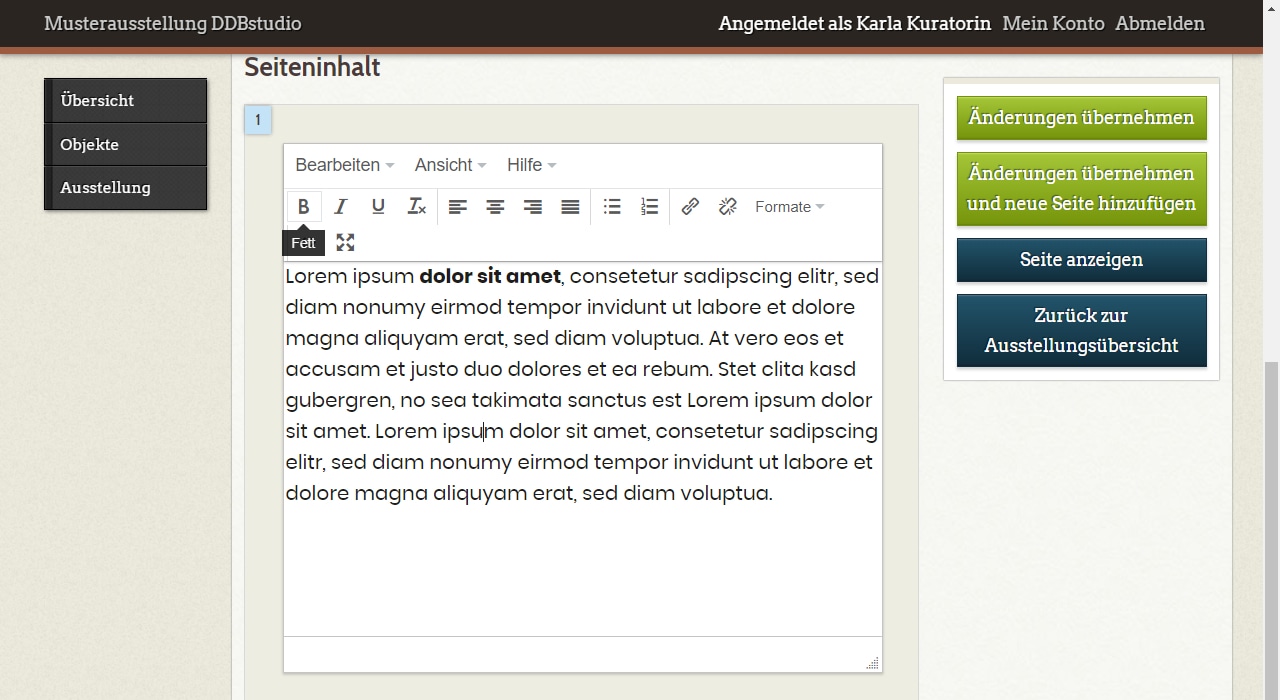 Musterausstellung DDBstudio
Angemeldet als Karla Kuratorin Mein Konto Abmelden
Übersicht
Objekte
Ausstellung
Seiteninhalt
1
Bearbeiten Ansicht Hilfe
B I U Tx Formate
Fett
Lorem ipsum dolor sit amet, consetetur sadipscing elitr, sed
diam nonumy eirmod tempor invidunt ut labore et dolore
magna aliquyam erat, sed diam voluptua. At vero eos et
accusam et justo duo dolores et ea rebum. Stet clita kasd
gubergren, no sea takimata sanctus est Lorem ipsum dolor
sit amet. Lorem ipsum dolor sit amet, consetetur sadipscing
elitr, sed diam nonumy eirmod tempor invidunt ut labore et
dolore magna aliquyam erat, sed diam voluptua.
Änderungen übernehmen
Änderungen übernehmen
und neue Seite hinzufügen
Seite anzeigen
Zurück zur
Ausstellungsübersicht